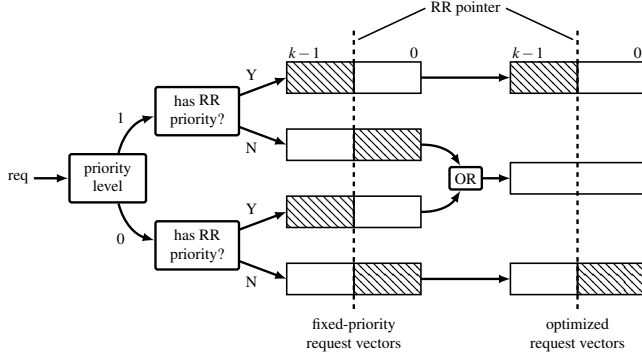 RR pointer
k − 1
0
k − 1
0
Y
has RR
priority?
1
N
req
priority
level
OR
0
Y
has RR
priority?
N
fixed-priority
request vectors
optimized
request vectors